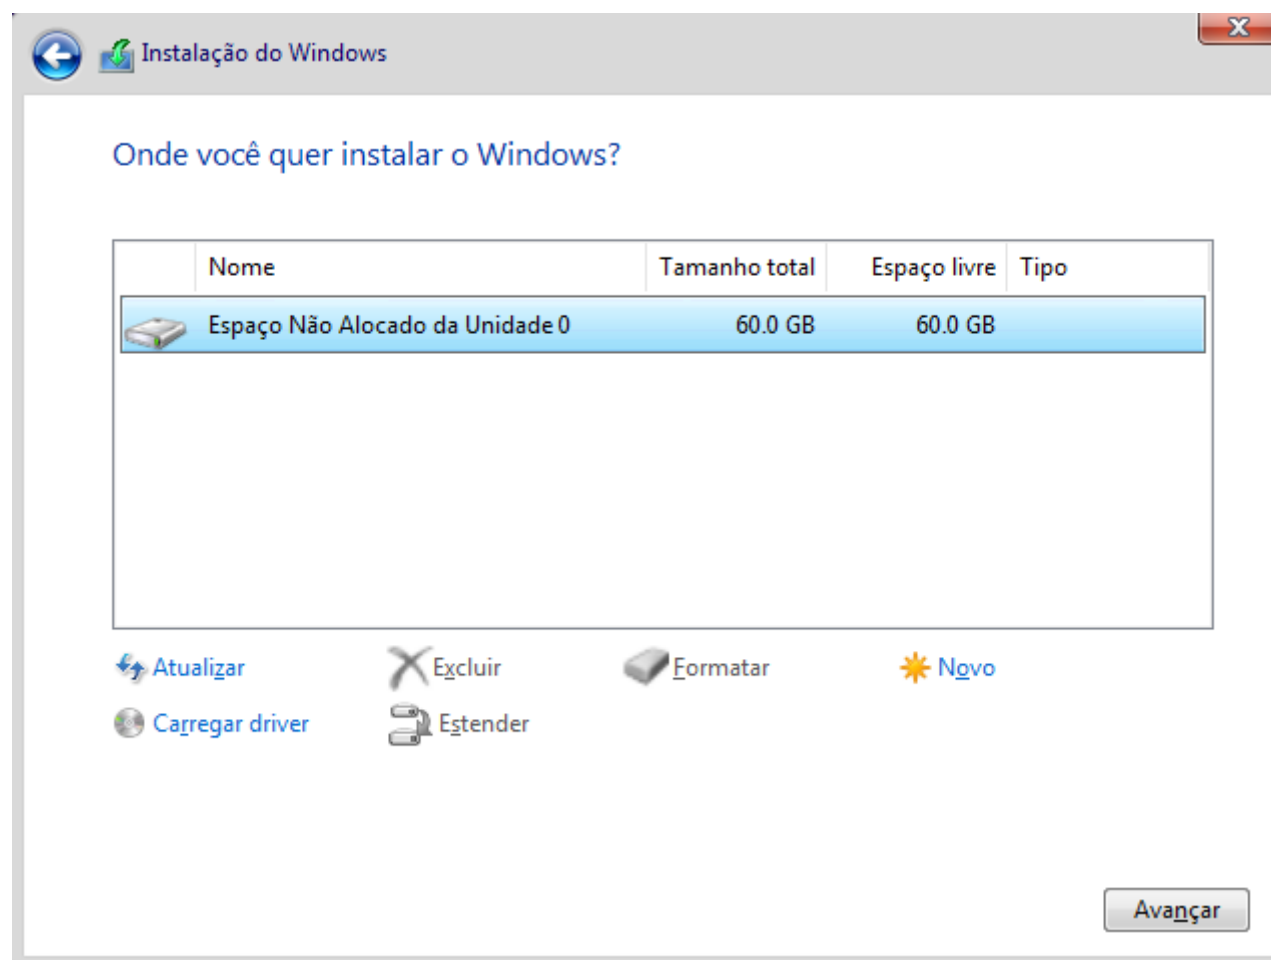 Instalação do Windows
Onde você quer instalar o Windows?
Nome Tamanho total Espaço livre Tipo
Espaço Não Alocado da Unidade 0 60.0 GB 60.0 GB
Atualizar Excluir Formatar Novo
Carregar driver Estender
Avançar